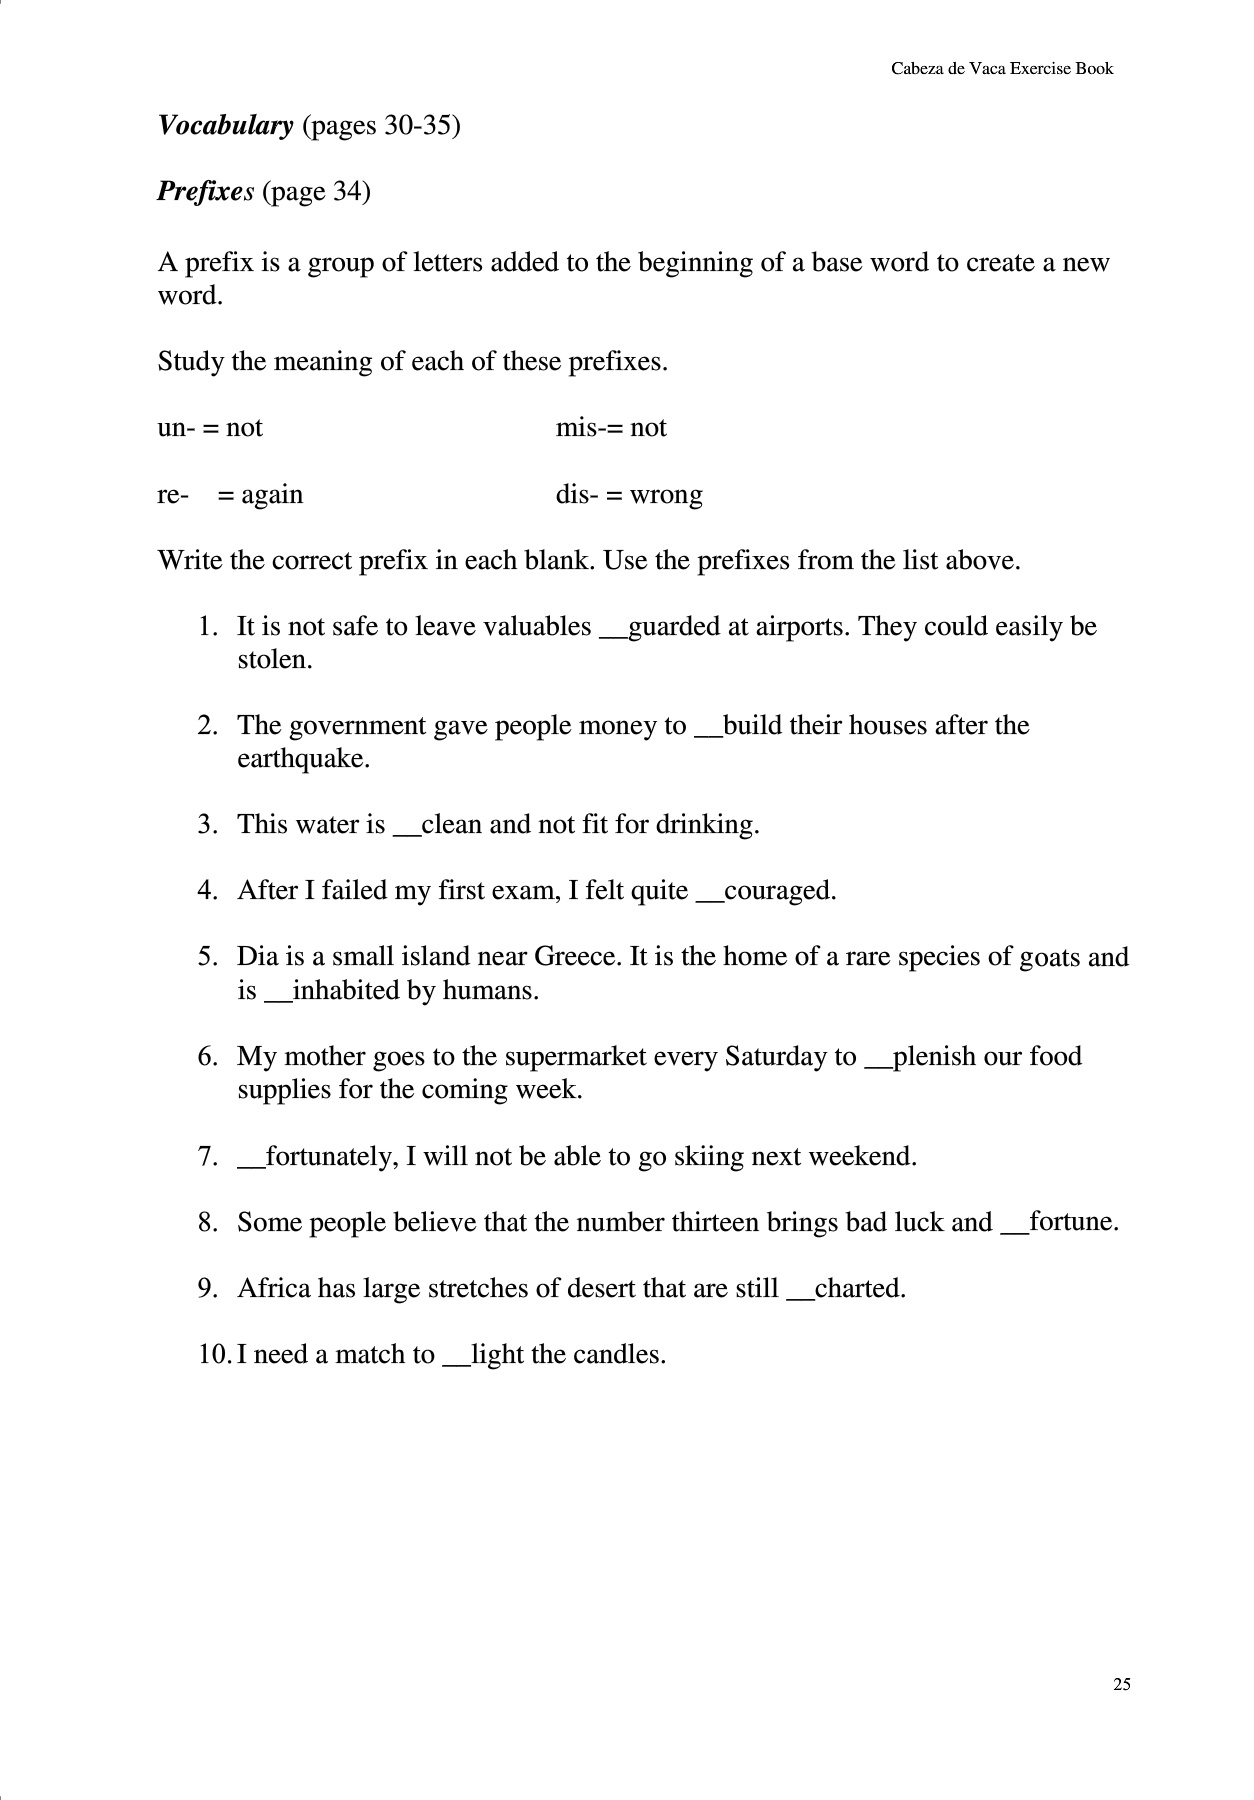 Cabeza de Vaca Exercise Book
Vocabulary (pages 30-35)
Prefixes (page 34)
A prefix is a group of letters added to the beginning of a base word to create a new
word.
Study the meaning of each of these prefixes.
un- = not mis-= not
re- = again dis- = wrong
Write the correct prefix in each blank. Use the prefixes from the list above.
1. It is not safe to leave valuables __guarded at airports. They could easily be
stolen.
2. The government gave people money to __build their houses after the
earthquake.
3. This water is __clean and not fit for drinking.
4. After I failed my first exam, I felt quite __couraged.
5. Dia is a small island near Greece. It is the home of a rare species of goats and
is __inhabited by humans.
6. My mother goes to the supermarket every Saturday to __plenish our food
supplies for the coming week.
7. __fortunately, I will not be able to go skiing next weekend.
8. Some people believe that the number thirteen brings bad luck and __fortune.
9. Africa has large stretches of desert that are still __charted.
10. I need a match to __light the candles.
25